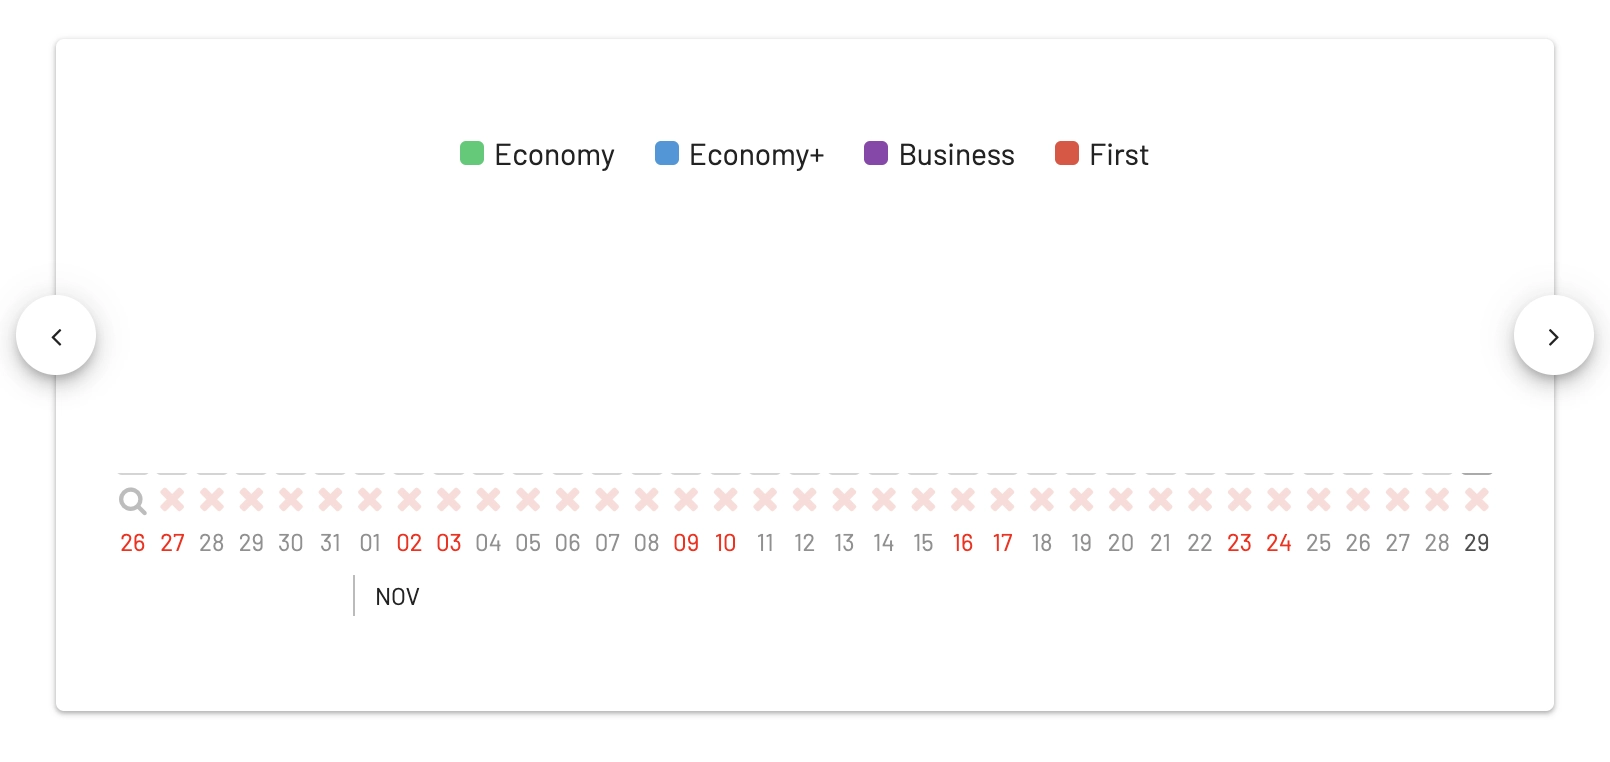 Economy Economy+ Business First
26 27 28 29 30 31 01 02 03 04 05 06 07 08 09 10 11 12 13 14 15 16 17 18 19 20 21 22 23 24 25 26 27 28 29
NOV